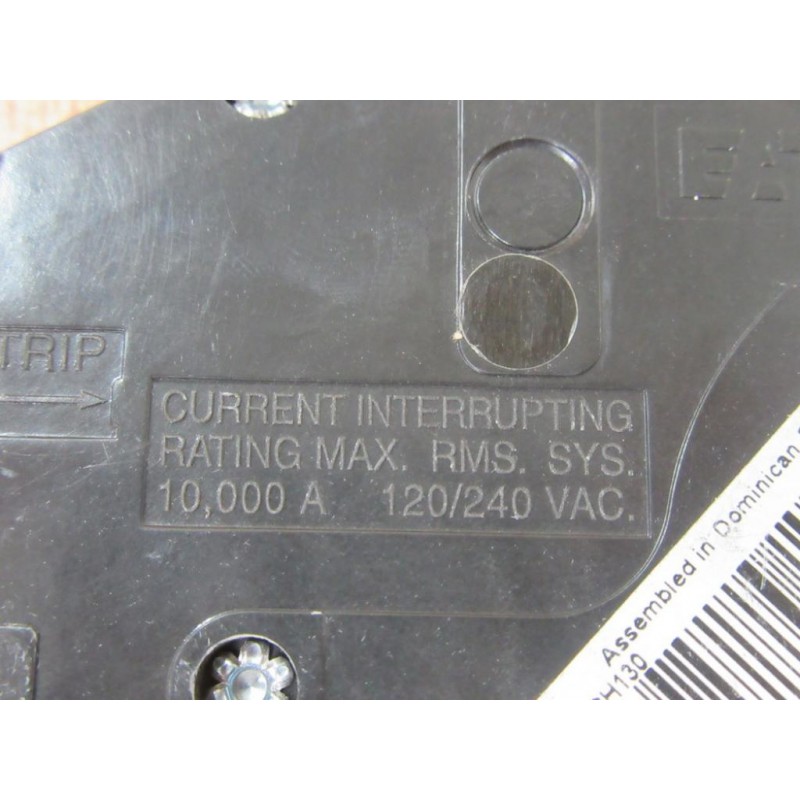 TRIP
CURRENT INTERRUPTING
RATING MAX. RMS. SYS.
10,000 A 120/240 VAC.
Assembled in Dominican